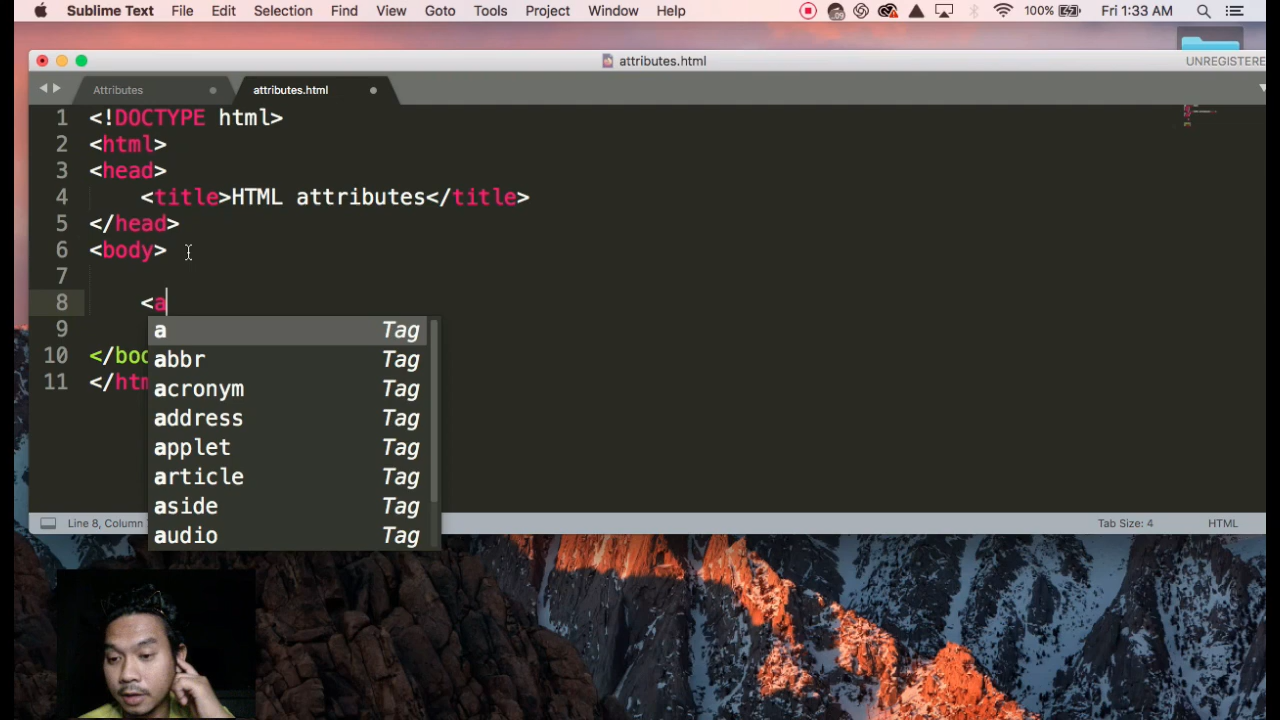 Sublime Text File Edit Selection Find View Goto Tools Project Window Help 100% Fri 1:33 AM
attributes.html UNREGISTERE
Attributes attributes.html
1 <!DOCTYPE html>
2 <html>
3 <head>
4 <title>HTML attributes</title>
5 </head>
6 <body>
7
8 <a
9
10 </boc
11 </htm
a Tag
abbr Tag
acronym Tag
address Tag
applet Tag
article Tag
aside Tag
audio Tag
Line 8, Column Tab Size: 4 HTML